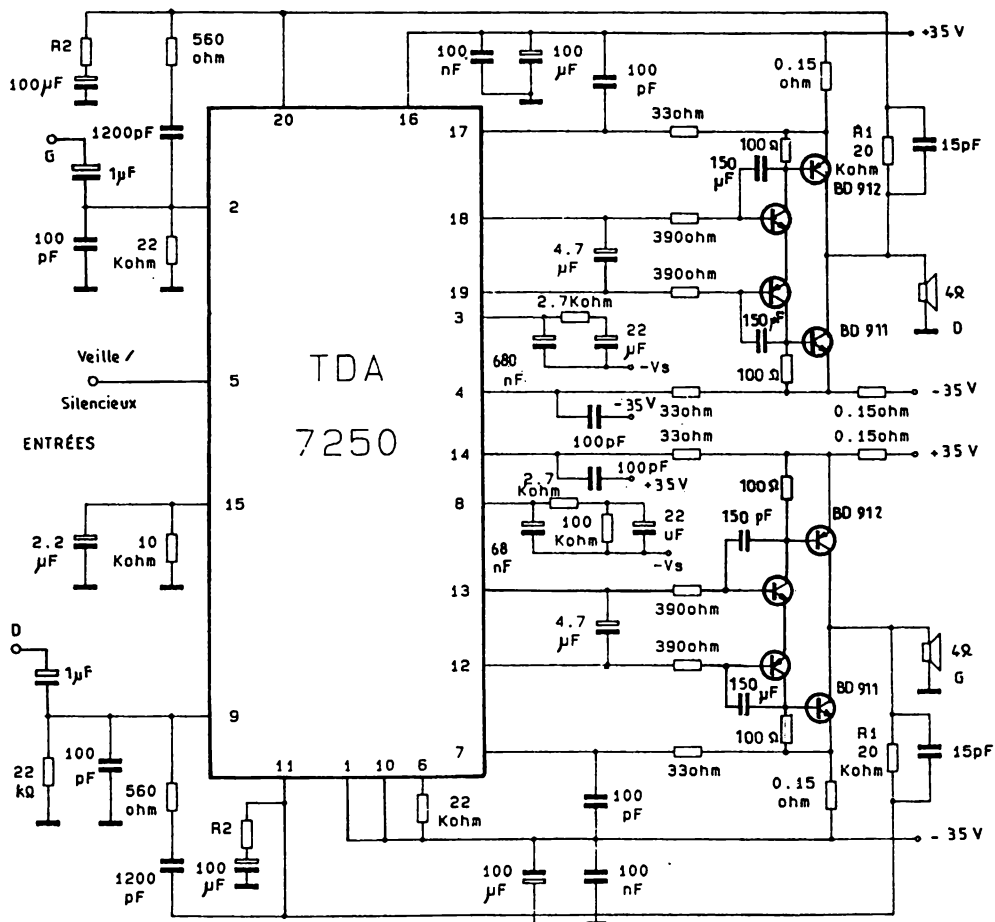 R2
560
ohm
100µF
G
1200pF
1µF
100
pF
22
Kohm
20
16
2
17
18
19
3
4
5
14
15
8
13
12
9
7
11
1
10
6
TDA
7250
Veille /
Silencieux
ENTRÉES
2.2
µF
10
Kohm
D
1µF
22
kΩ
100
pF
560
ohm
1200
pF
R2
100
µF
22
Kohm
100
nF
100
µF
100
pF
+35 V
0.15
ohm
33ohm
100Ω
150
µF
BD 912
R1
20
Kohm
15pF
390ohm
4.7
µF
390ohm
2.7Kohm
150 pF
BD 911
4Ω
D
680
nF
22
µF
-Vs
100Ω
-35V
33ohm
0.15ohm
-35V
100pF
33ohm
0.15ohm
+35V
100pF
+35V
2.7
Kohm
100
Kohm
22
uF
68
nF
-Vs
100Ω
150 pF
BD 912
390ohm
4.7
µF
390ohm
150
µF
BD 911
4Ω
G
100Ω
33ohm
R1
20
Kohm
15pF
0.15
ohm
100
pF
- 35 V
100
µF
100
nF